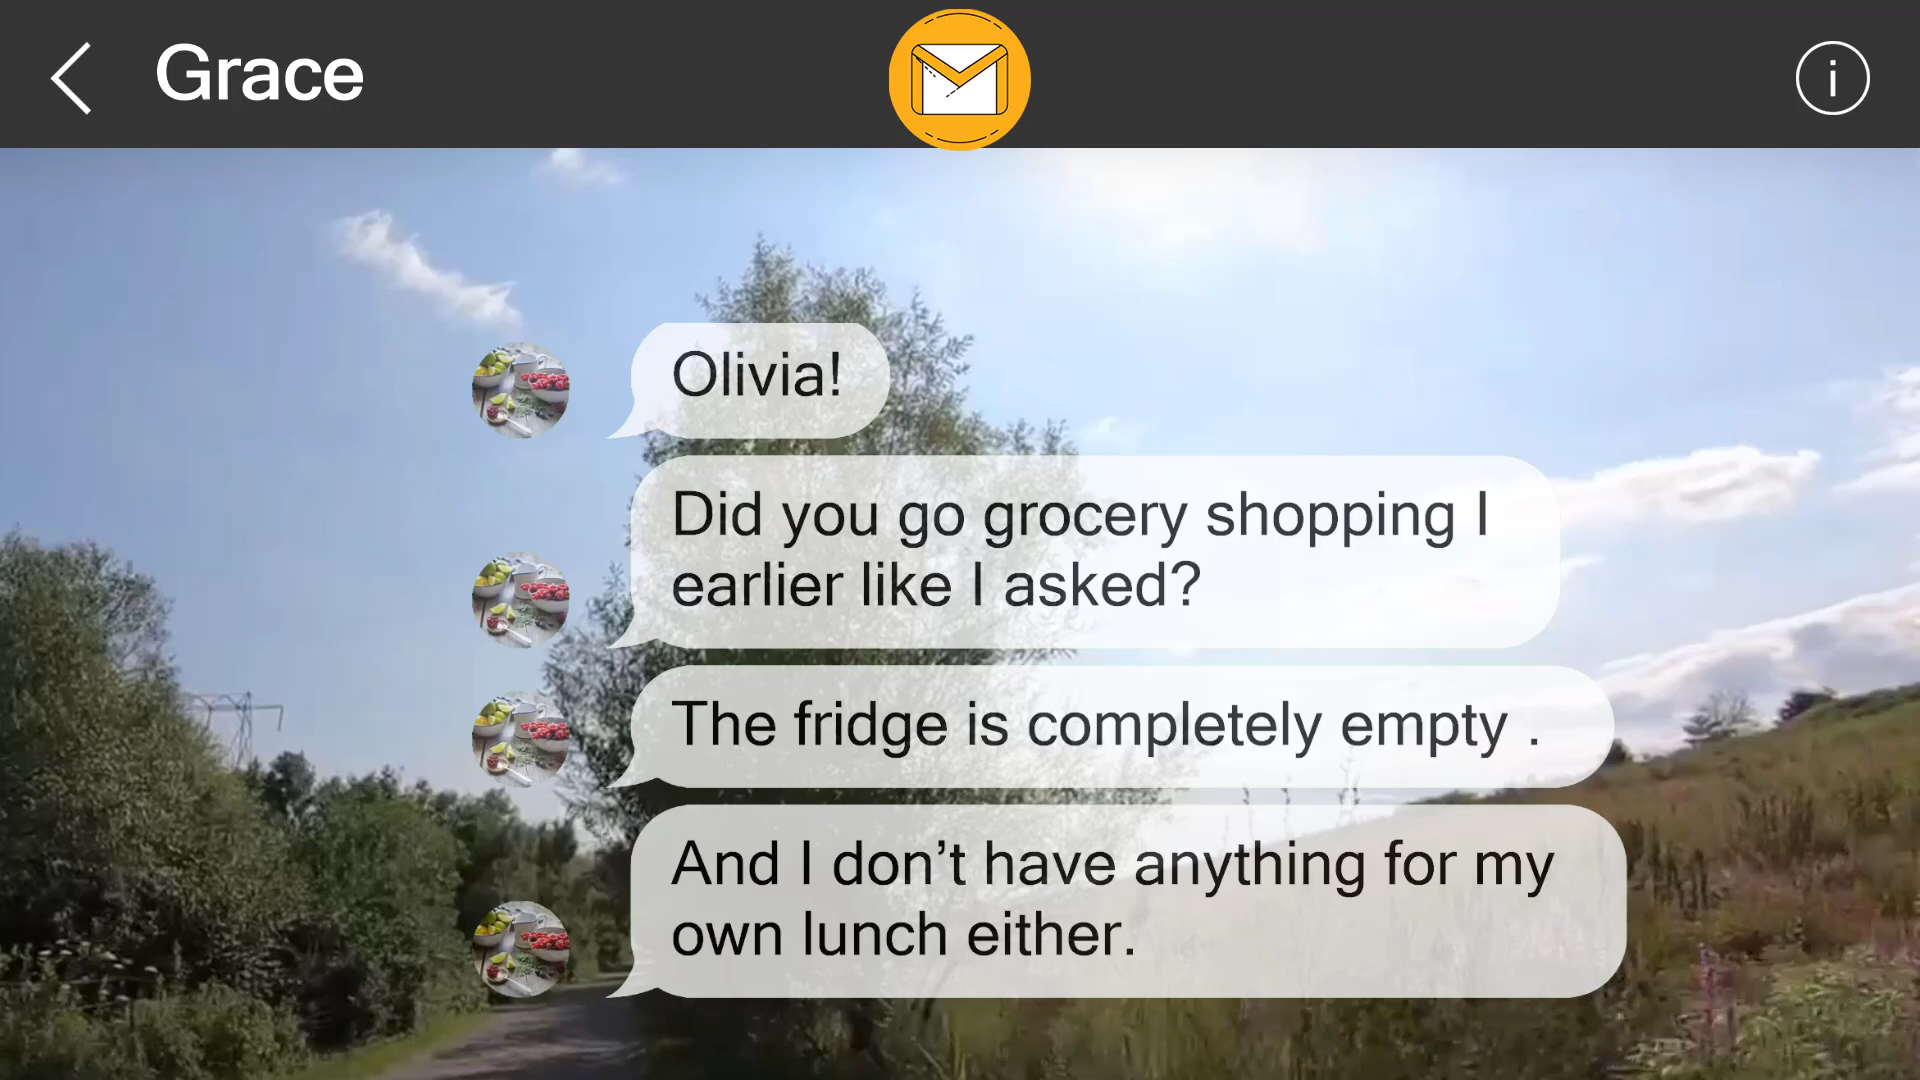 Grace
Olivia!
Did you go grocery shopping I
earlier like I asked?
The fridge is completely empty .
And I don’t have anything for my
own lunch either.